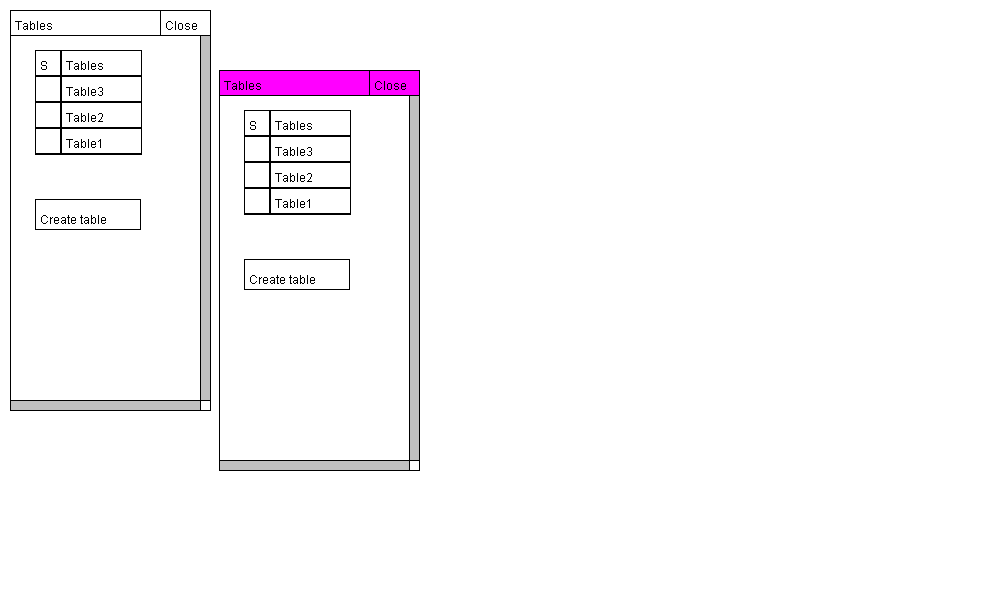 Tables Close
S Tables
Table3
Table2
Table1
Create table
Tables Close
S Tables
Table3
Table2
Table1
Create table